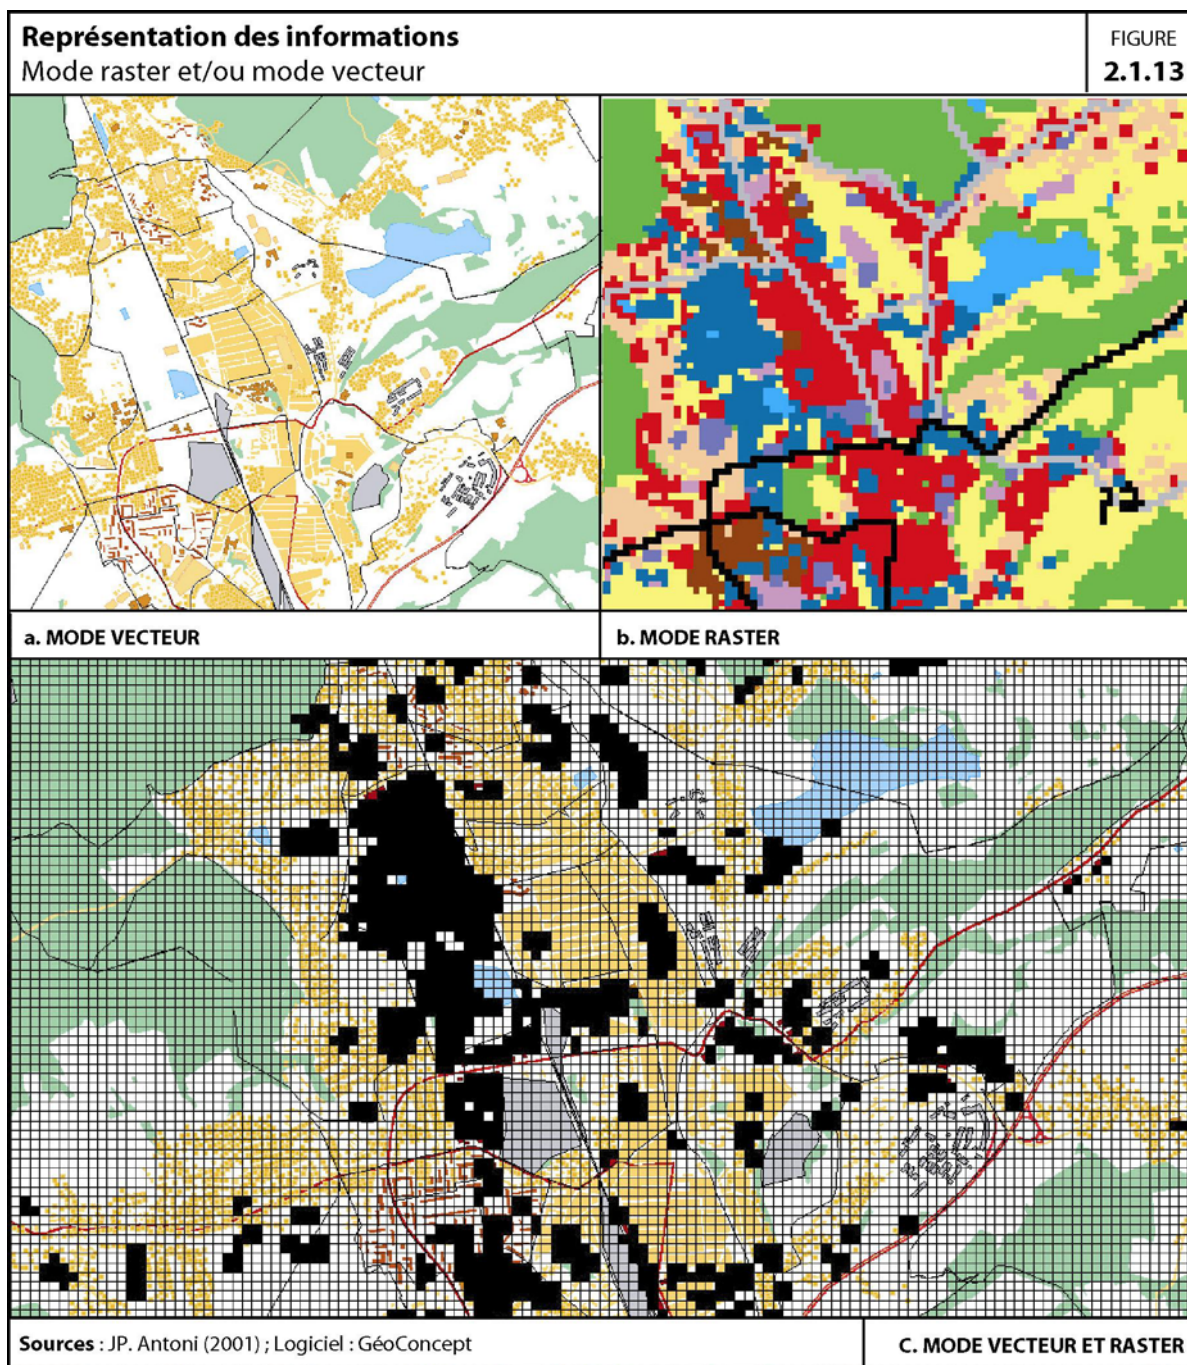 Représentation des informations
Mode raster et/ou mode vecteur
FIGURE
2.1.13
a. MODE VECTEUR
b. MODE RASTER
Sources : JP. Antoni (2001) ; Logiciel : GéoConcept
C. MODE VECTEUR ET RASTER